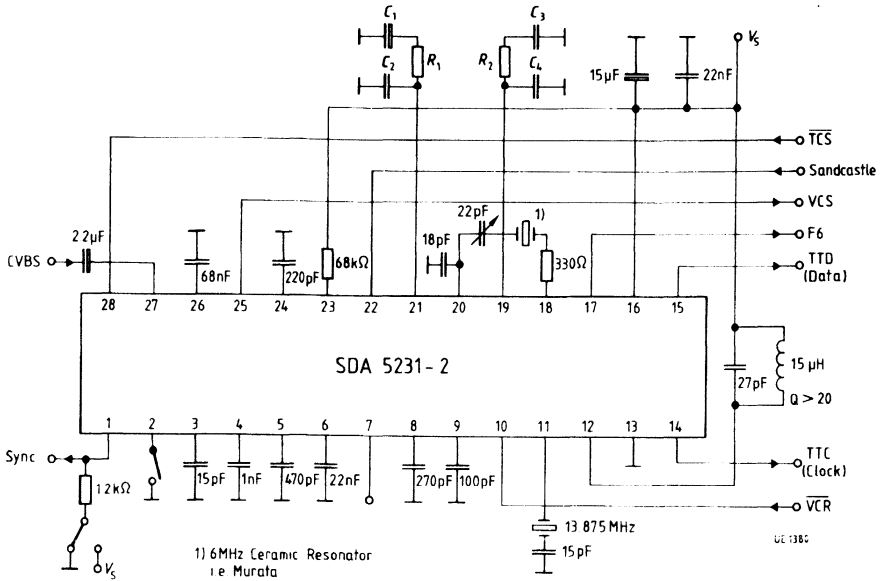 C₁
C₃
Vₛ
C₂
R₁
R₂
C₄
15µF
22nF
TCS
Sandcastle
VCS
F6
TTD
(Data)
CVBS
2.2µF
68nF
220pF
68kΩ
18pF
22pF
1)
330Ω
28 27 26 25 24 23 22 21 20 19 18 17 16 15
SDA 5231-2
27pF
15µH
Q > 20
1 2 3 4 5 6 7 8 9 10 11 12 13 14
Sync
1.2kΩ
15pF
1nF
470pF
22nF
270pF
100pF
TTC
(Clock)
VCR
13.875MHz
15pF
Vₛ
1) 6MHz Ceramic Resonator
i.e Murata